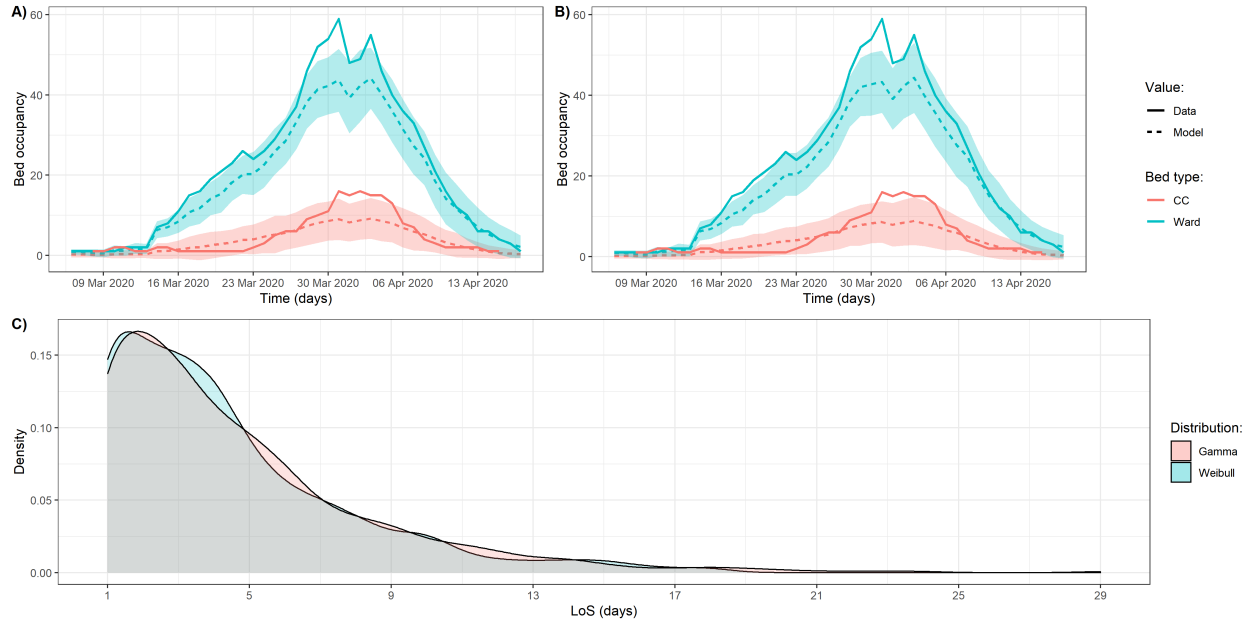 A)
60
40
20
0
Bed occupancy
09 Mar 2020 16 Mar 2020 23 Mar 2020 30 Mar 2020 06 Apr 2020 13 Apr 2020
Time (days)
B)
60
40
20
0
Bed occupancy
09 Mar 2020 16 Mar 2020 23 Mar 2020 30 Mar 2020 06 Apr 2020 13 Apr 2020
Time (days)
Value:
Data
Model
Bed type:
CC
Ward
C)
0.15
0.10
0.05
0.00
Density
1 5 9 13 17 21 25 29
LoS (days)
Distribution:
Gamma
Weibull